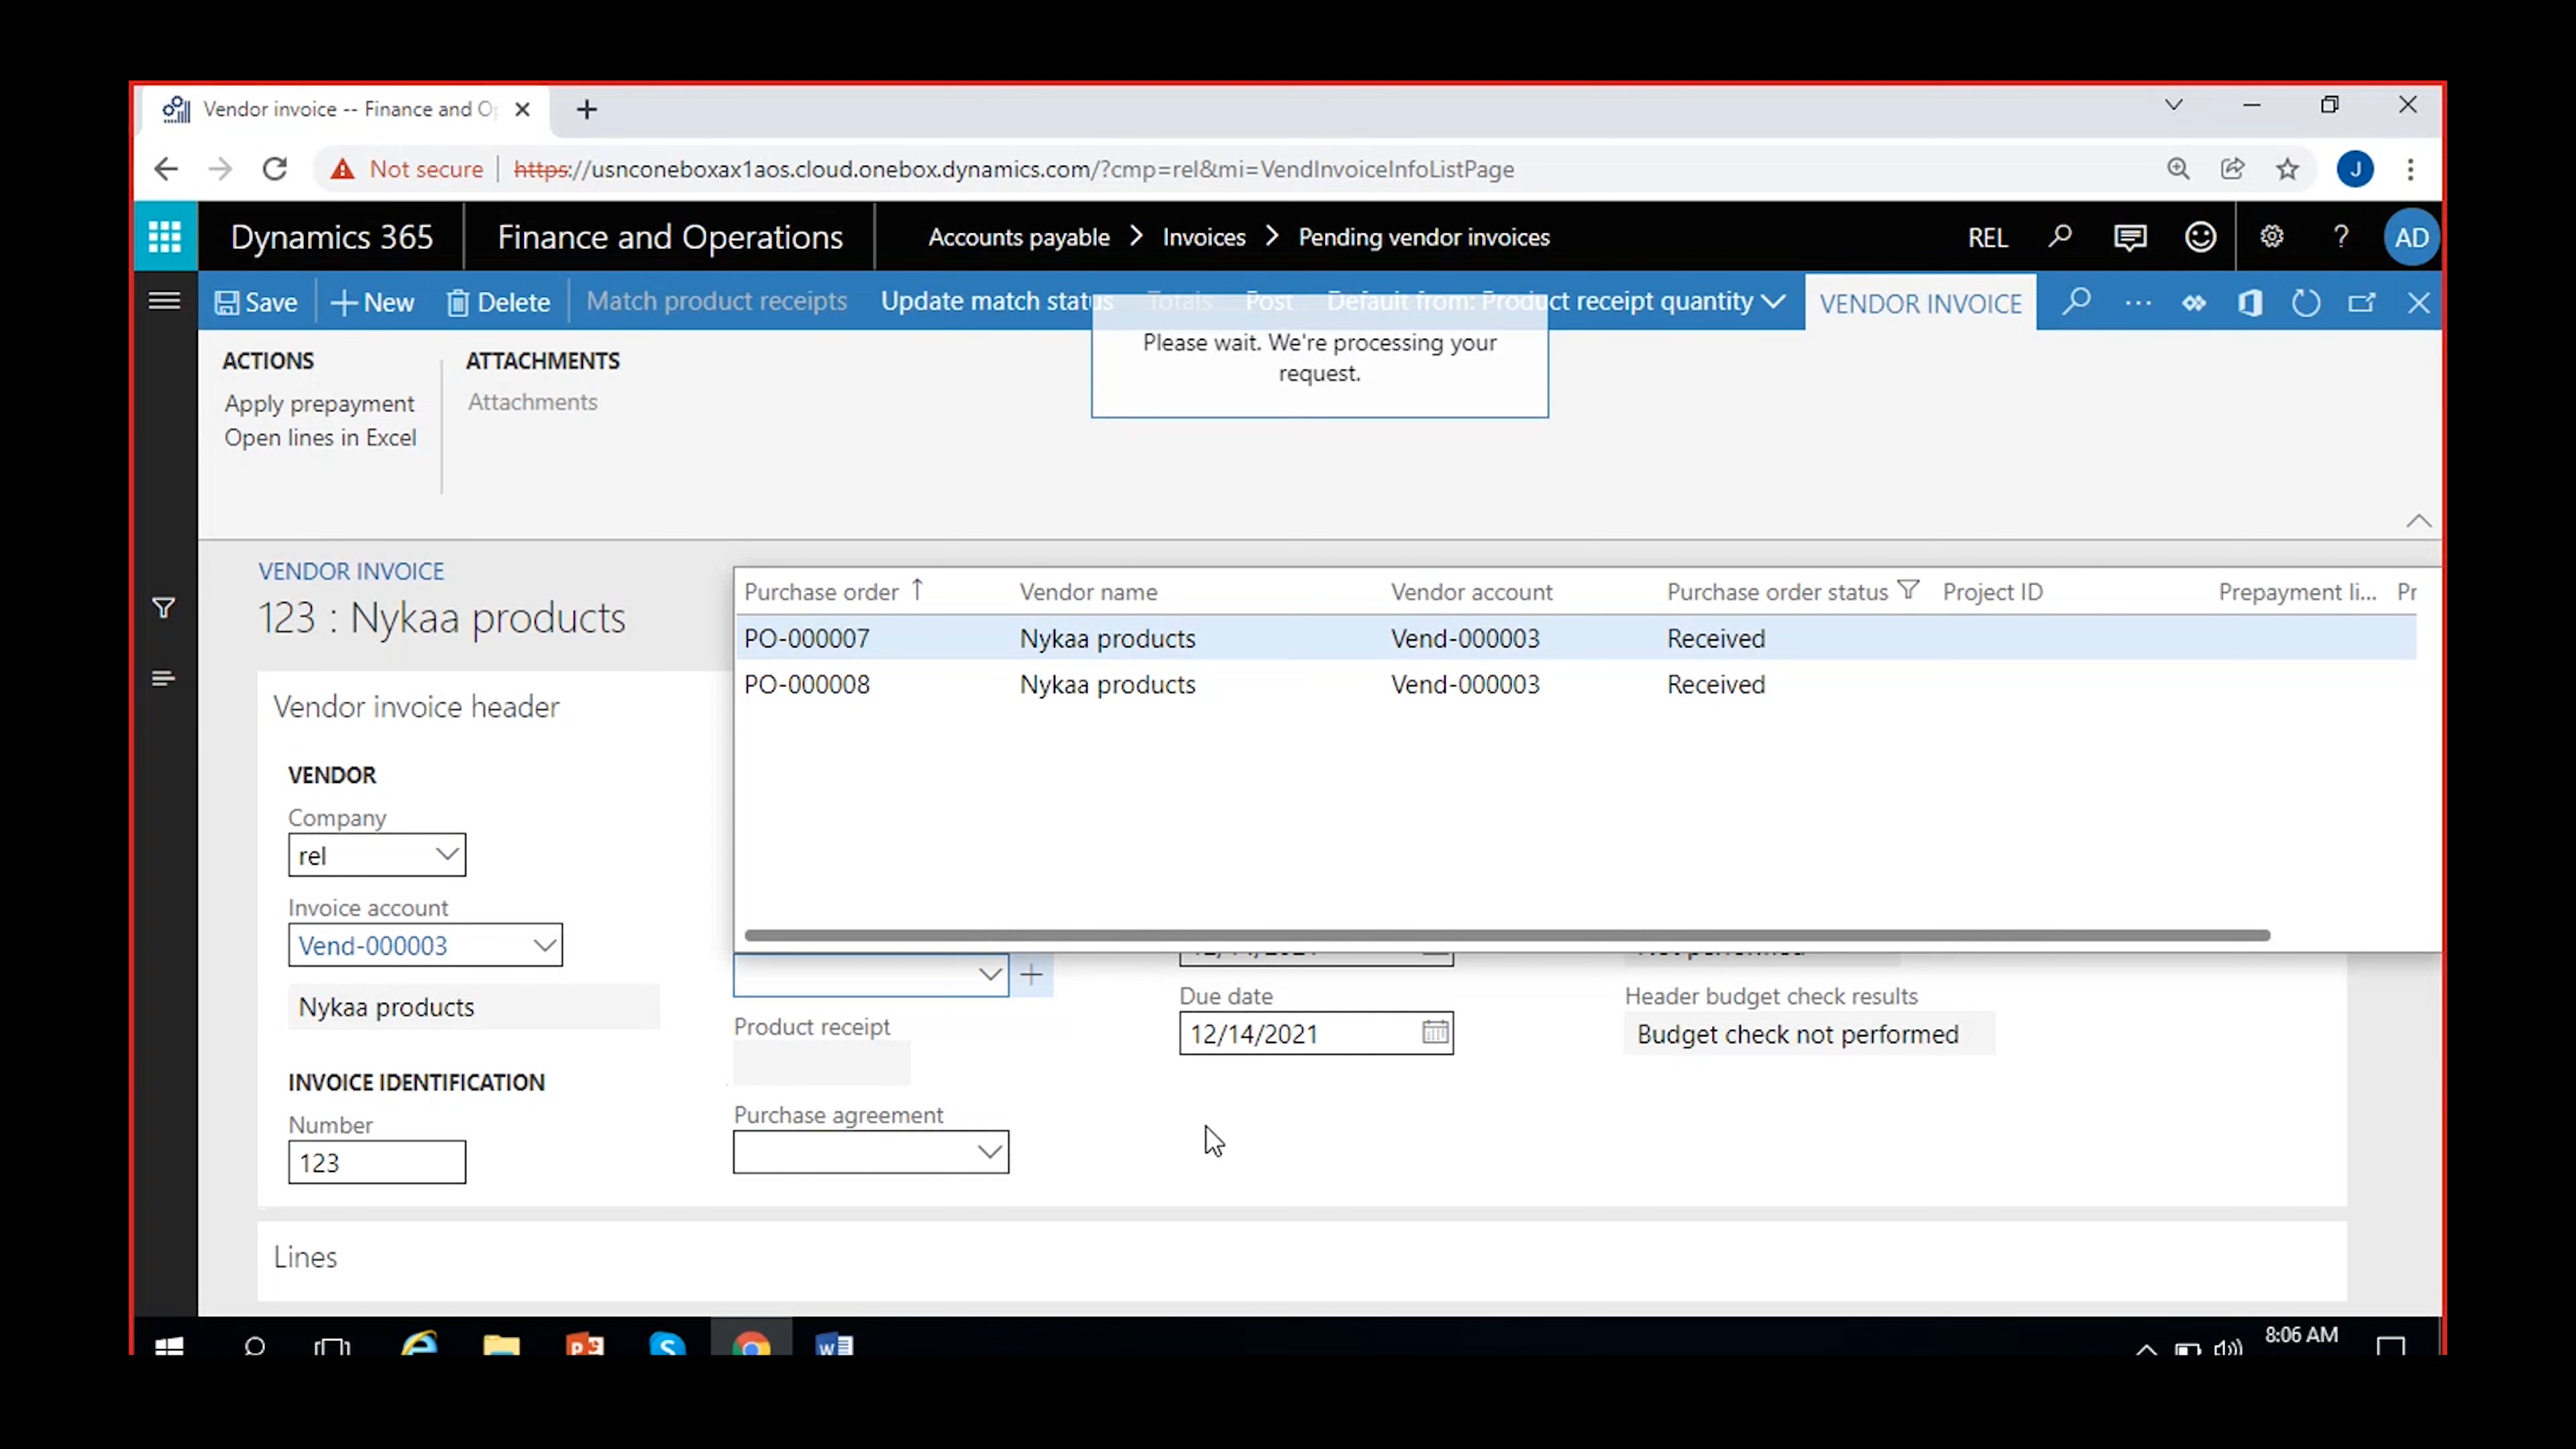 Vendor invoice -- Finance and Op
Not secure https://usnconeboxax1aos.cloud.onebox.dynamics.com/?cmp=rel&mi=VendInvoiceInfoListPage
J
Dynamics 365 Finance and Operations Accounts payable > Invoices > Pending vendor invoices REL ? AD
Save + New Delete Match product receipts Update match status Totals Post Default from: Product receipt quantity VENDOR INVOICE
Please wait. We're processing your
request.
ACTIONS
Apply prepayment
Open lines in Excel
ATTACHMENTS
Attachments
VENDOR INVOICE
123 : Nykaa products
Purchase order Vendor name Vendor account Purchase order status Project ID Prepayment li... Pr
PO-000007 Nykaa products Vend-000003 Received
PO-000008 Nykaa products Vend-000003 Received
Vendor invoice header
VENDOR
Company
rel
Invoice account
Vend-000003
Nykaa products
INVOICE IDENTIFICATION
Number
123
Product receipt
Purchase agreement
Due date
12/14/2021
Header budget check results
Budget check not performed
Lines
8:06 AM